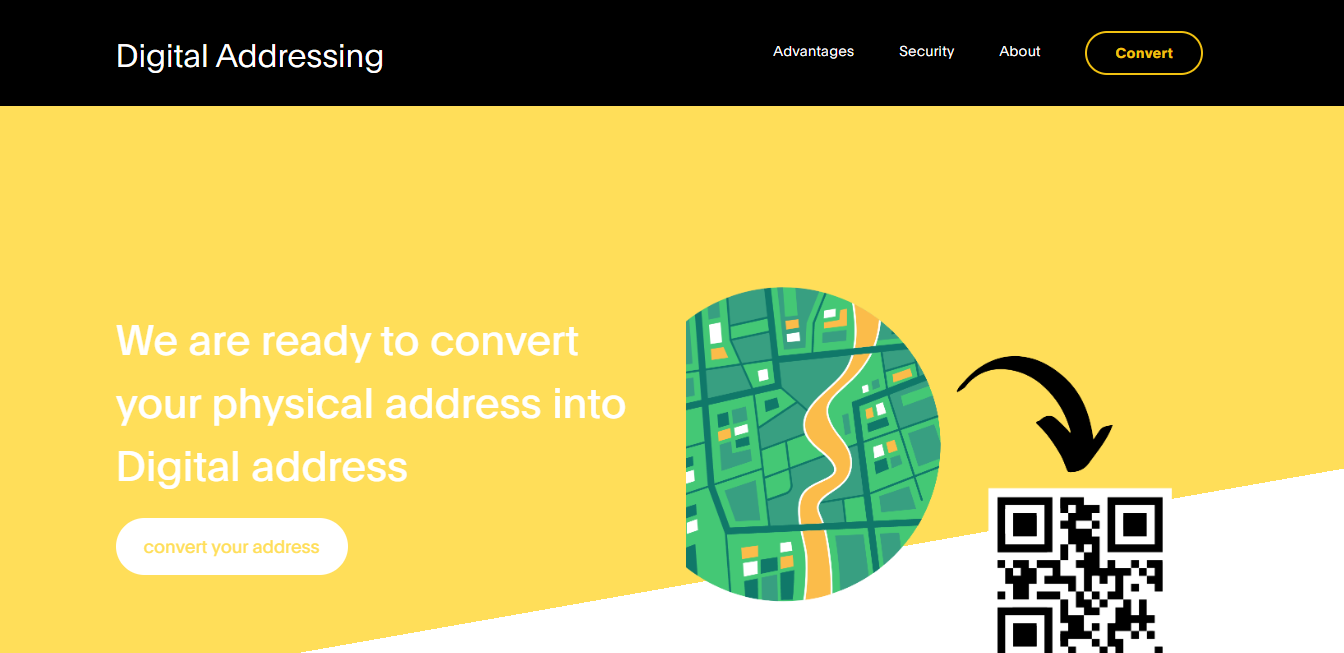 Digital Addressing
Advantages
Security
About
Convert
We are ready to convert
your physical address into
Digital address
convert your address